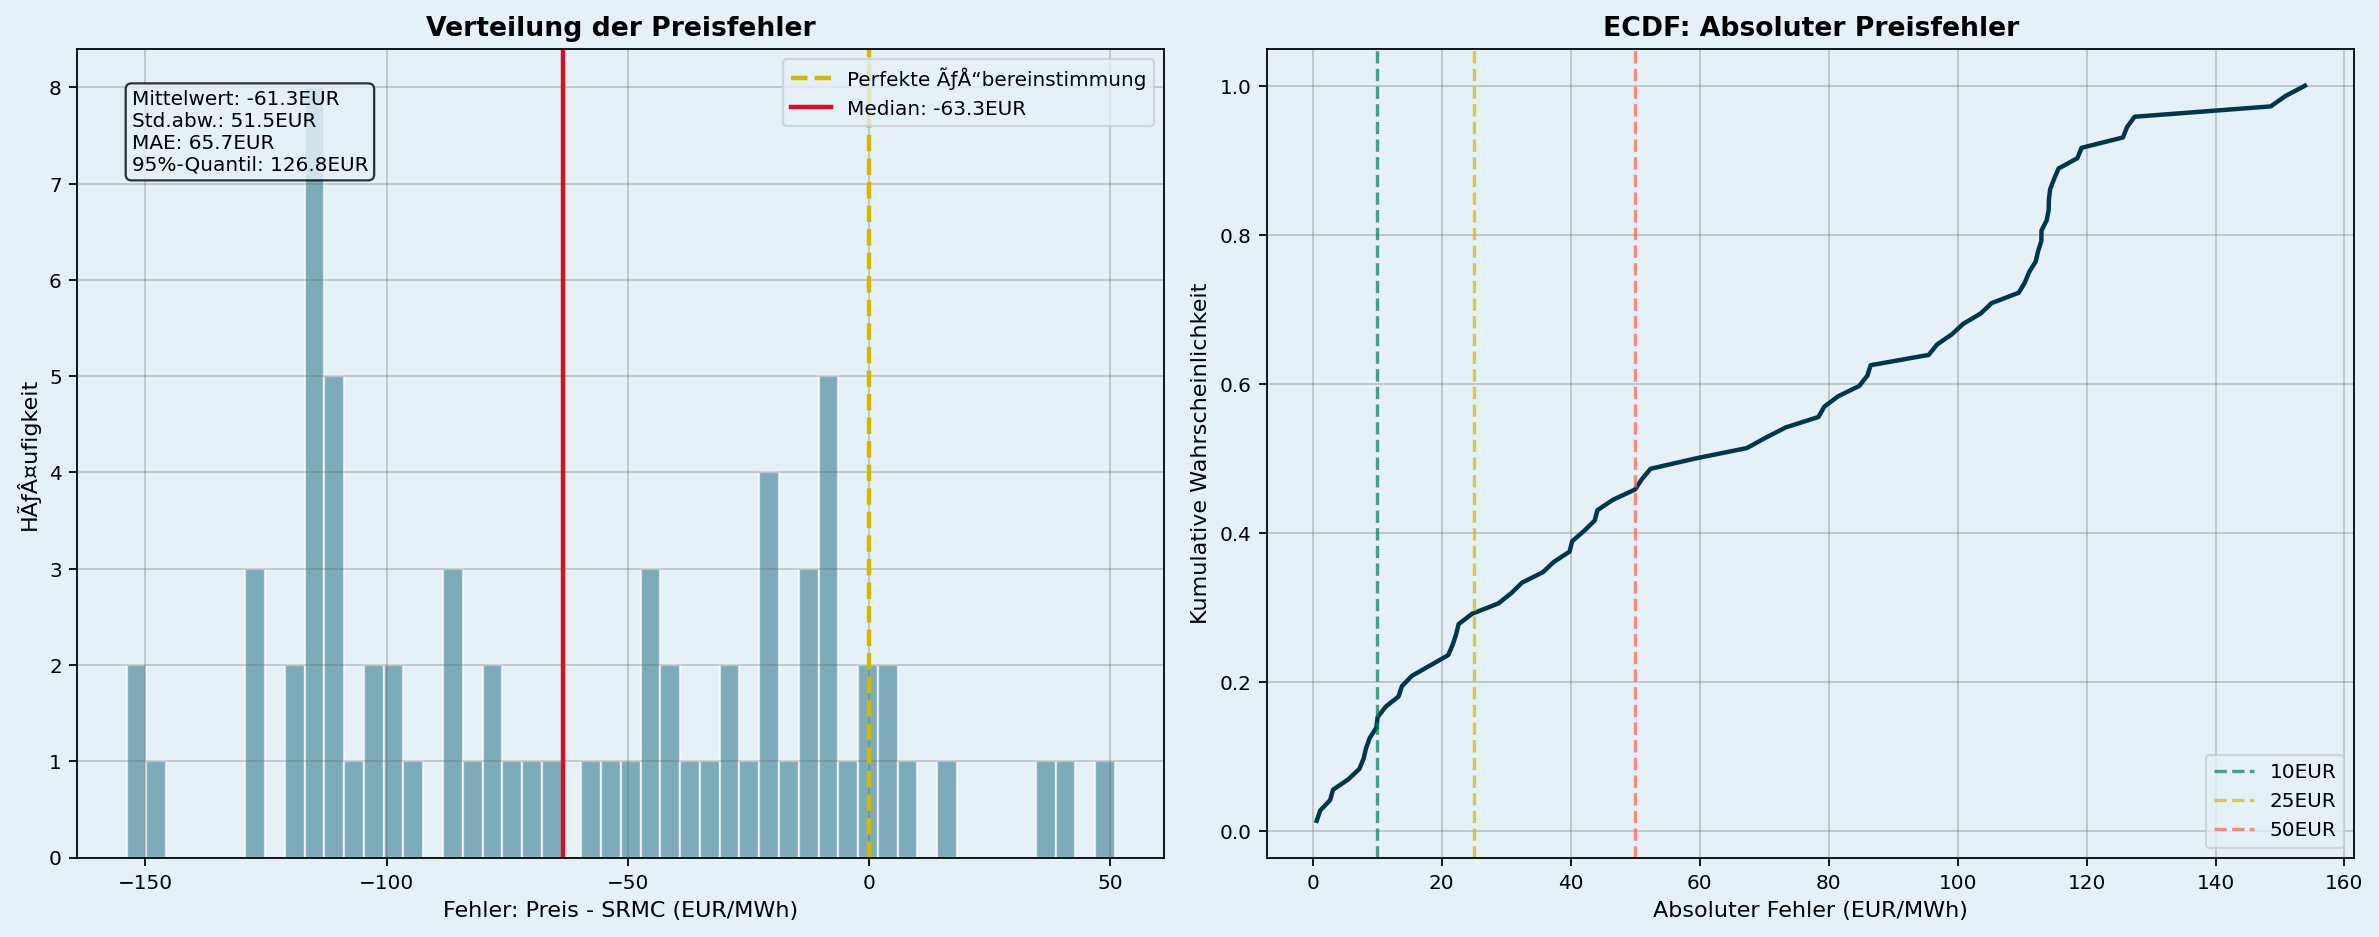 Verteilung der Preisfehler
8
7
6
5
4
3
2
1
0
HÃƒÂ¤ufigkeit
Mittelwert: -61.3EUR
Std.abw.: 51.5EUR
MAE: 65.7EUR
95%-Quantil: 126.8EUR
Perfekte ÃƒÅ“bereinstimmung
Median: -63.3EUR
−150 −100 −50 0 50
Fehler: Preis - SRMC (EUR/MWh)
ECDF: Absoluter Preisfehler
1.0
0.8
0.6
0.4
0.2
0.0
Kumulative Wahrscheinlichkeit
10EUR
25EUR
50EUR
0 20 40 60 80 100 120 140 160
Absoluter Fehler (EUR/MWh)